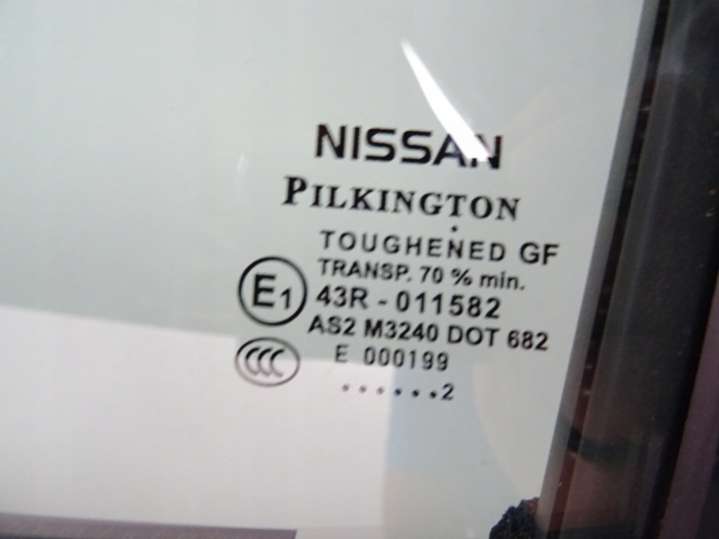 NISSAN
PILKINGTON
TOUGHENED GF
TRANSP. 70 % min.
E1 43R - 011582
AS2 M3240 DOT 682
CCC E 000199
......2